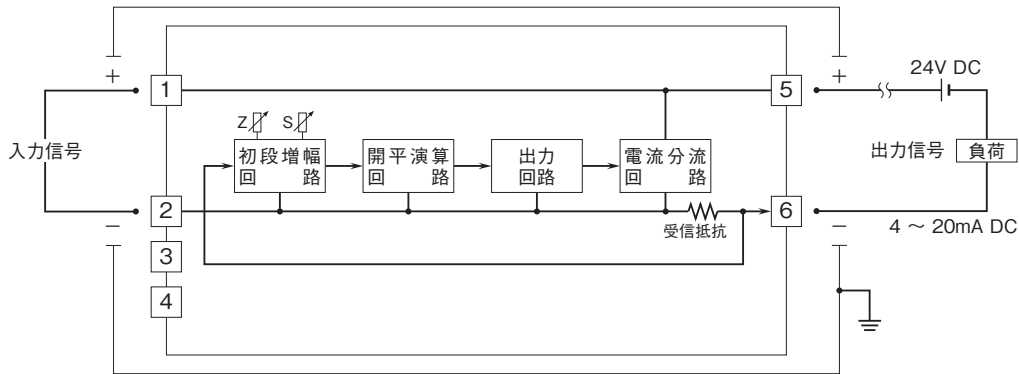 +
1
5
+
24V DC
Z
S
入力信号
初段増幅
回路
開平演算
回路
出力
回路
電流分流
回路
出力信号
負荷
−
2
受信抵抗
6
−
4 ～ 20mA DC
3
4